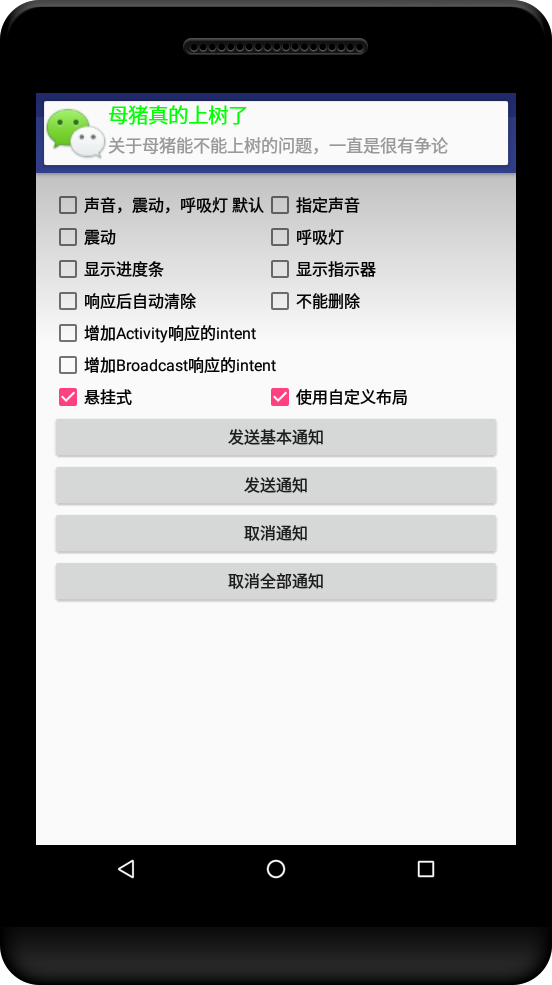 母猪真的上树了
关于母猪能不能上树的问题，一直是很有争论
声音，震动，呼吸灯 默认 指定声音
震动 呼吸灯
显示进度条 显示指示器
响应后自动清除 不能删除
增加Activity响应的intent
增加Broadcast响应的intent
悬挂式 使用自定义布局
发送基本通知
发送通知
取消通知
取消全部通知